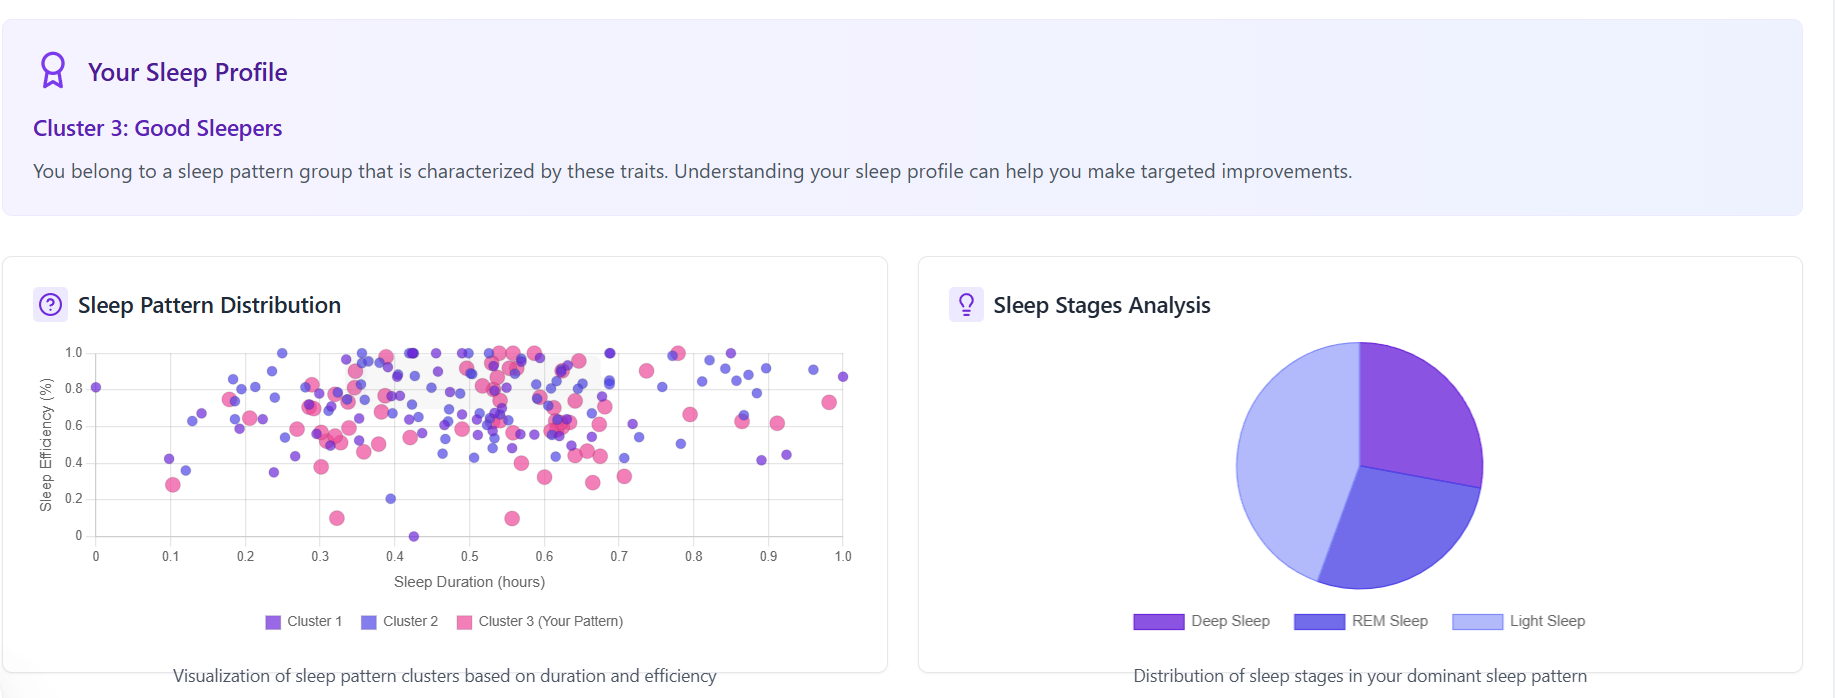 Your Sleep Profile
Cluster 3: Good Sleepers
You belong to a sleep pattern group that is characterized by these traits. Understanding your sleep profile can help you make targeted improvements.
Sleep Pattern Distribution
1.0
0.8
0.6
0.4
0.2
0
Sleep Efficiency (%)
0 0.1 0.2 0.3 0.4 0.5 0.6 0.7 0.8 0.9 1.0
Sleep Duration (hours)
Cluster 1 Cluster 2 Cluster 3 (Your Pattern)
Visualization of sleep pattern clusters based on duration and efficiency
Sleep Stages Analysis
Deep Sleep REM Sleep Light Sleep
Distribution of sleep stages in your dominant sleep pattern